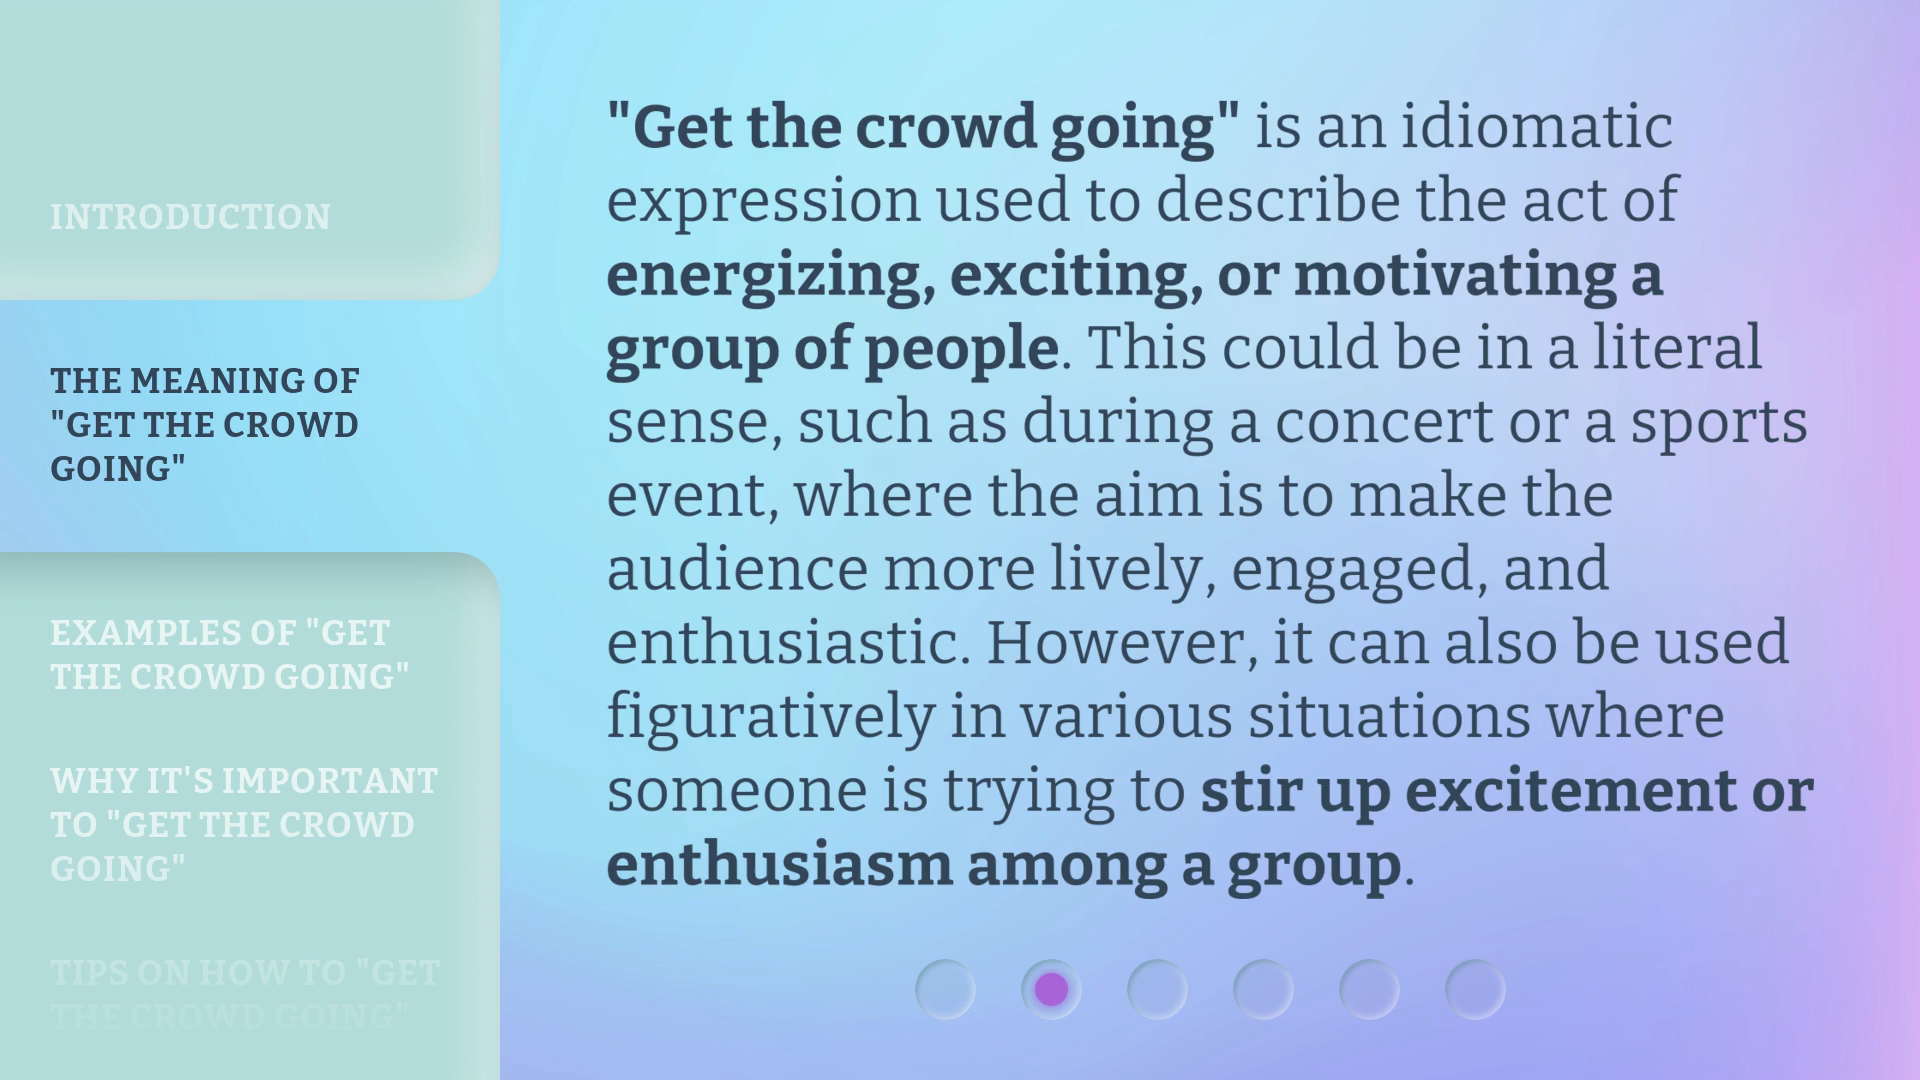 INTRODUCTION
THE MEANING OF
"GET THE CROWD
GOING"
EXAMPLES OF "GET
THE CROWD GOING"
WHY IT'S IMPORTANT
TO "GET THE CROWD
GOING"
TIPS ON HOW TO "GET
THE CROWD GOING"
"Get the crowd going" is an idiomatic
expression used to describe the act of
energizing, exciting, or motivating a
group of people. This could be in a literal
sense, such as during a concert or a sports
event, where the aim is to make the
audience more lively, engaged, and
enthusiastic. However, it can also be used
figuratively in various situations where
someone is trying to stir up excitement or
enthusiasm among a group.